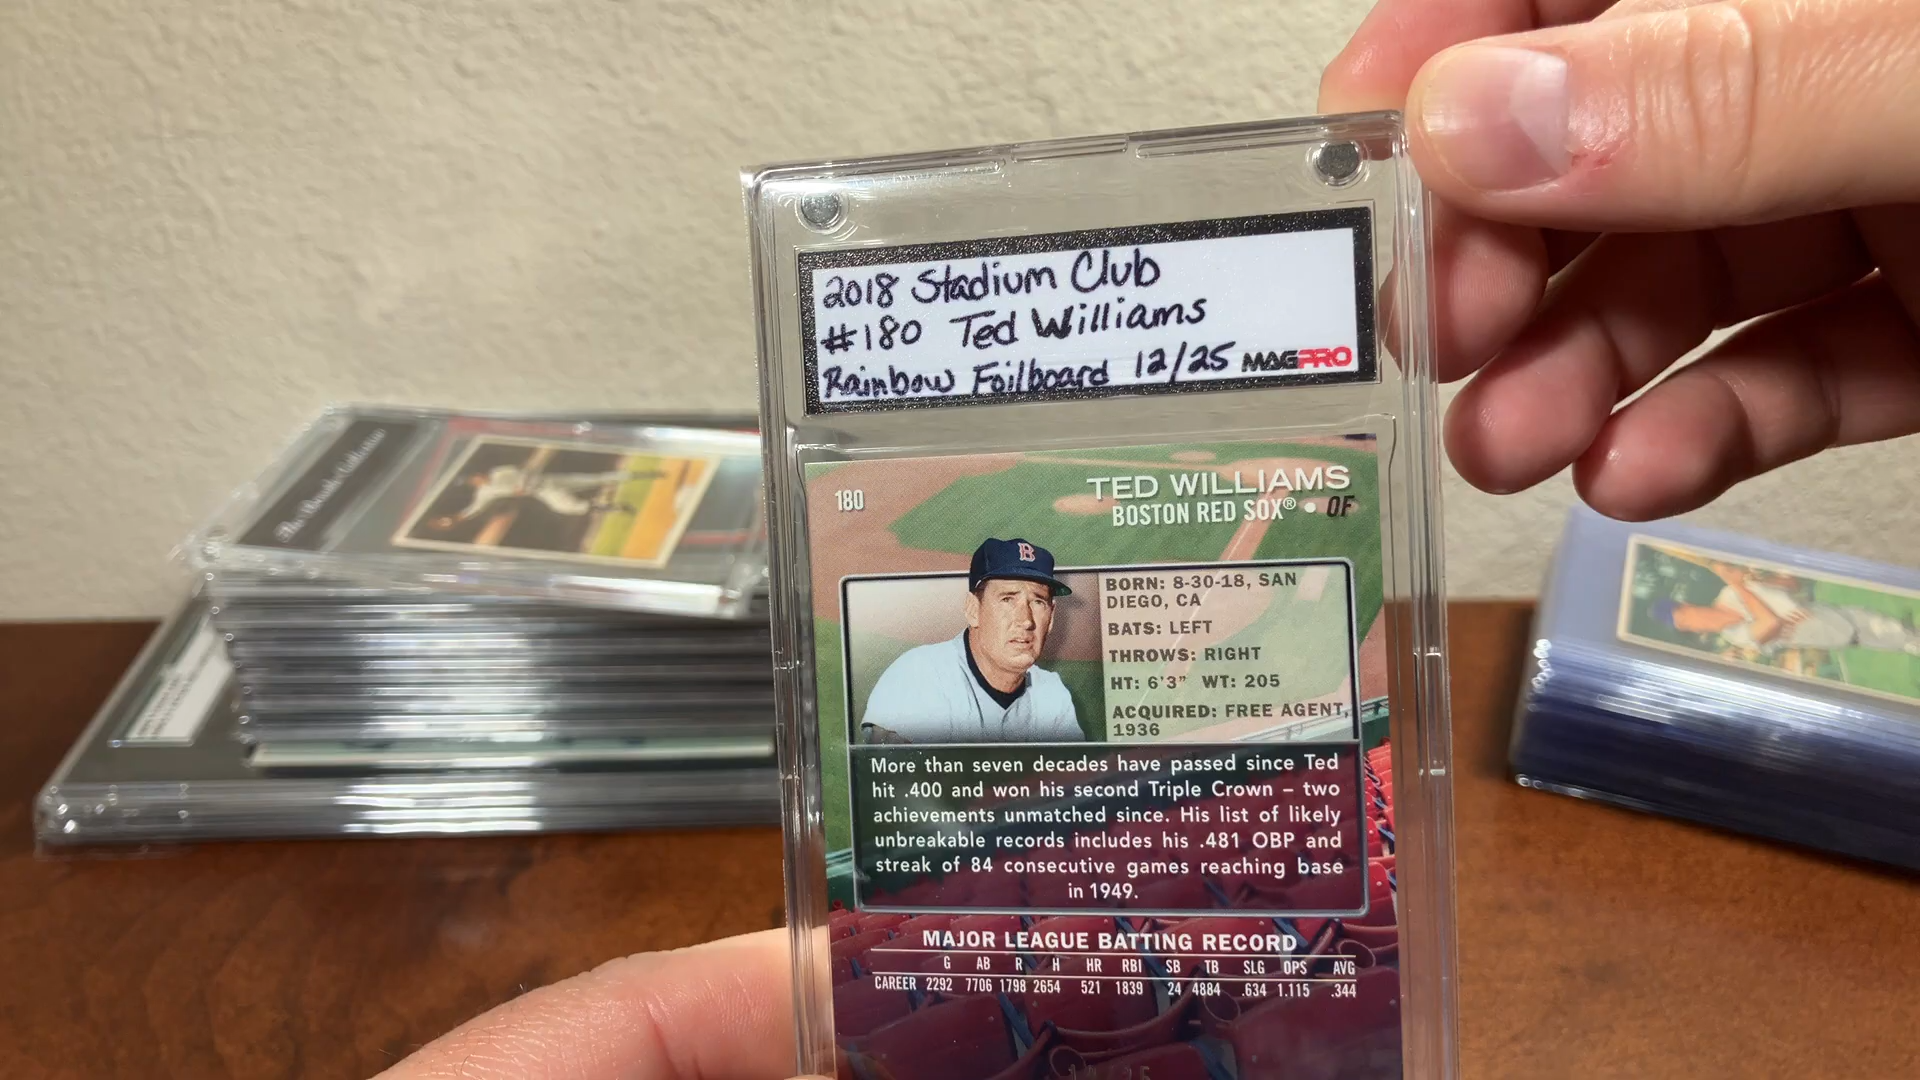 2018 Stadium Club
#180 Ted Williams
Rainbow Foilboard 12/25 MAGPRO
180
TED WILLIAMS
BOSTON RED SOX® • OF
B
BORN: 8-30-18, SAN
DIEGO, CA
BATS: LEFT
THROWS: RIGHT
HT: 6'3" WT: 205
ACQUIRED: FREE AGENT,
1936
More than seven decades have passed since Ted
hit .400 and won his second Triple Crown – two
achievements unmatched since. His list of likely
unbreakable records includes his .481 OBP and
streak of 84 consecutive games reaching base
in 1949.
MAJOR LEAGUE BATTING RECORD
G AB R H HR RBI SB TB SLG OPS AVG
CAREER 2292 7706 1798 2654 521 1839 24 4884 .634 1.115 .344